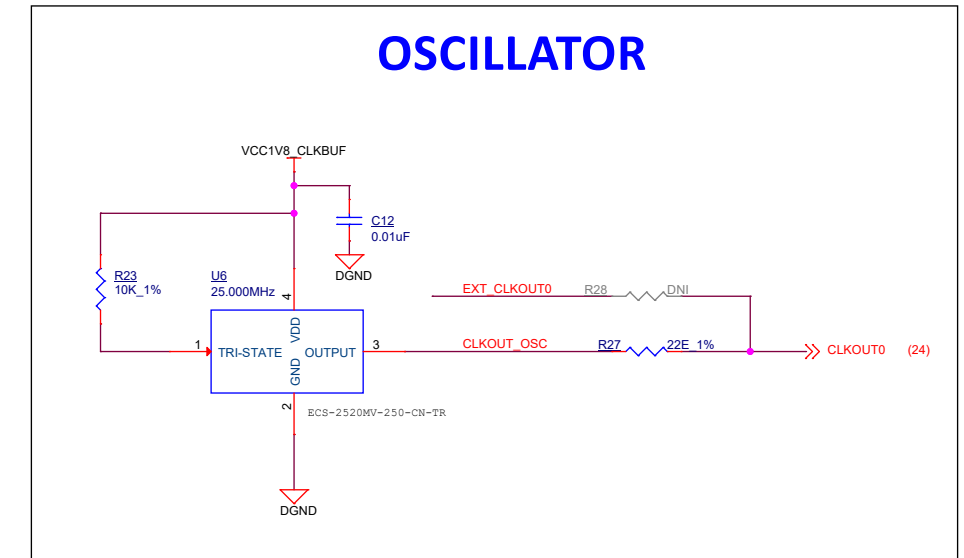 OSCILLATOR
VCC1V8_CLKBUF
C12
0.01uF
DGND
R23
10K_1%
U6
25.000MHz
4
EXT_CLKOUT0 R28 DNI
1 TRI-STATE VDD GND OUTPUT 3
CLKOUT_OSC R27 22E_1% CLKOUT0 (24)
2
ECS-2520MV-250-CN-TR
DGND